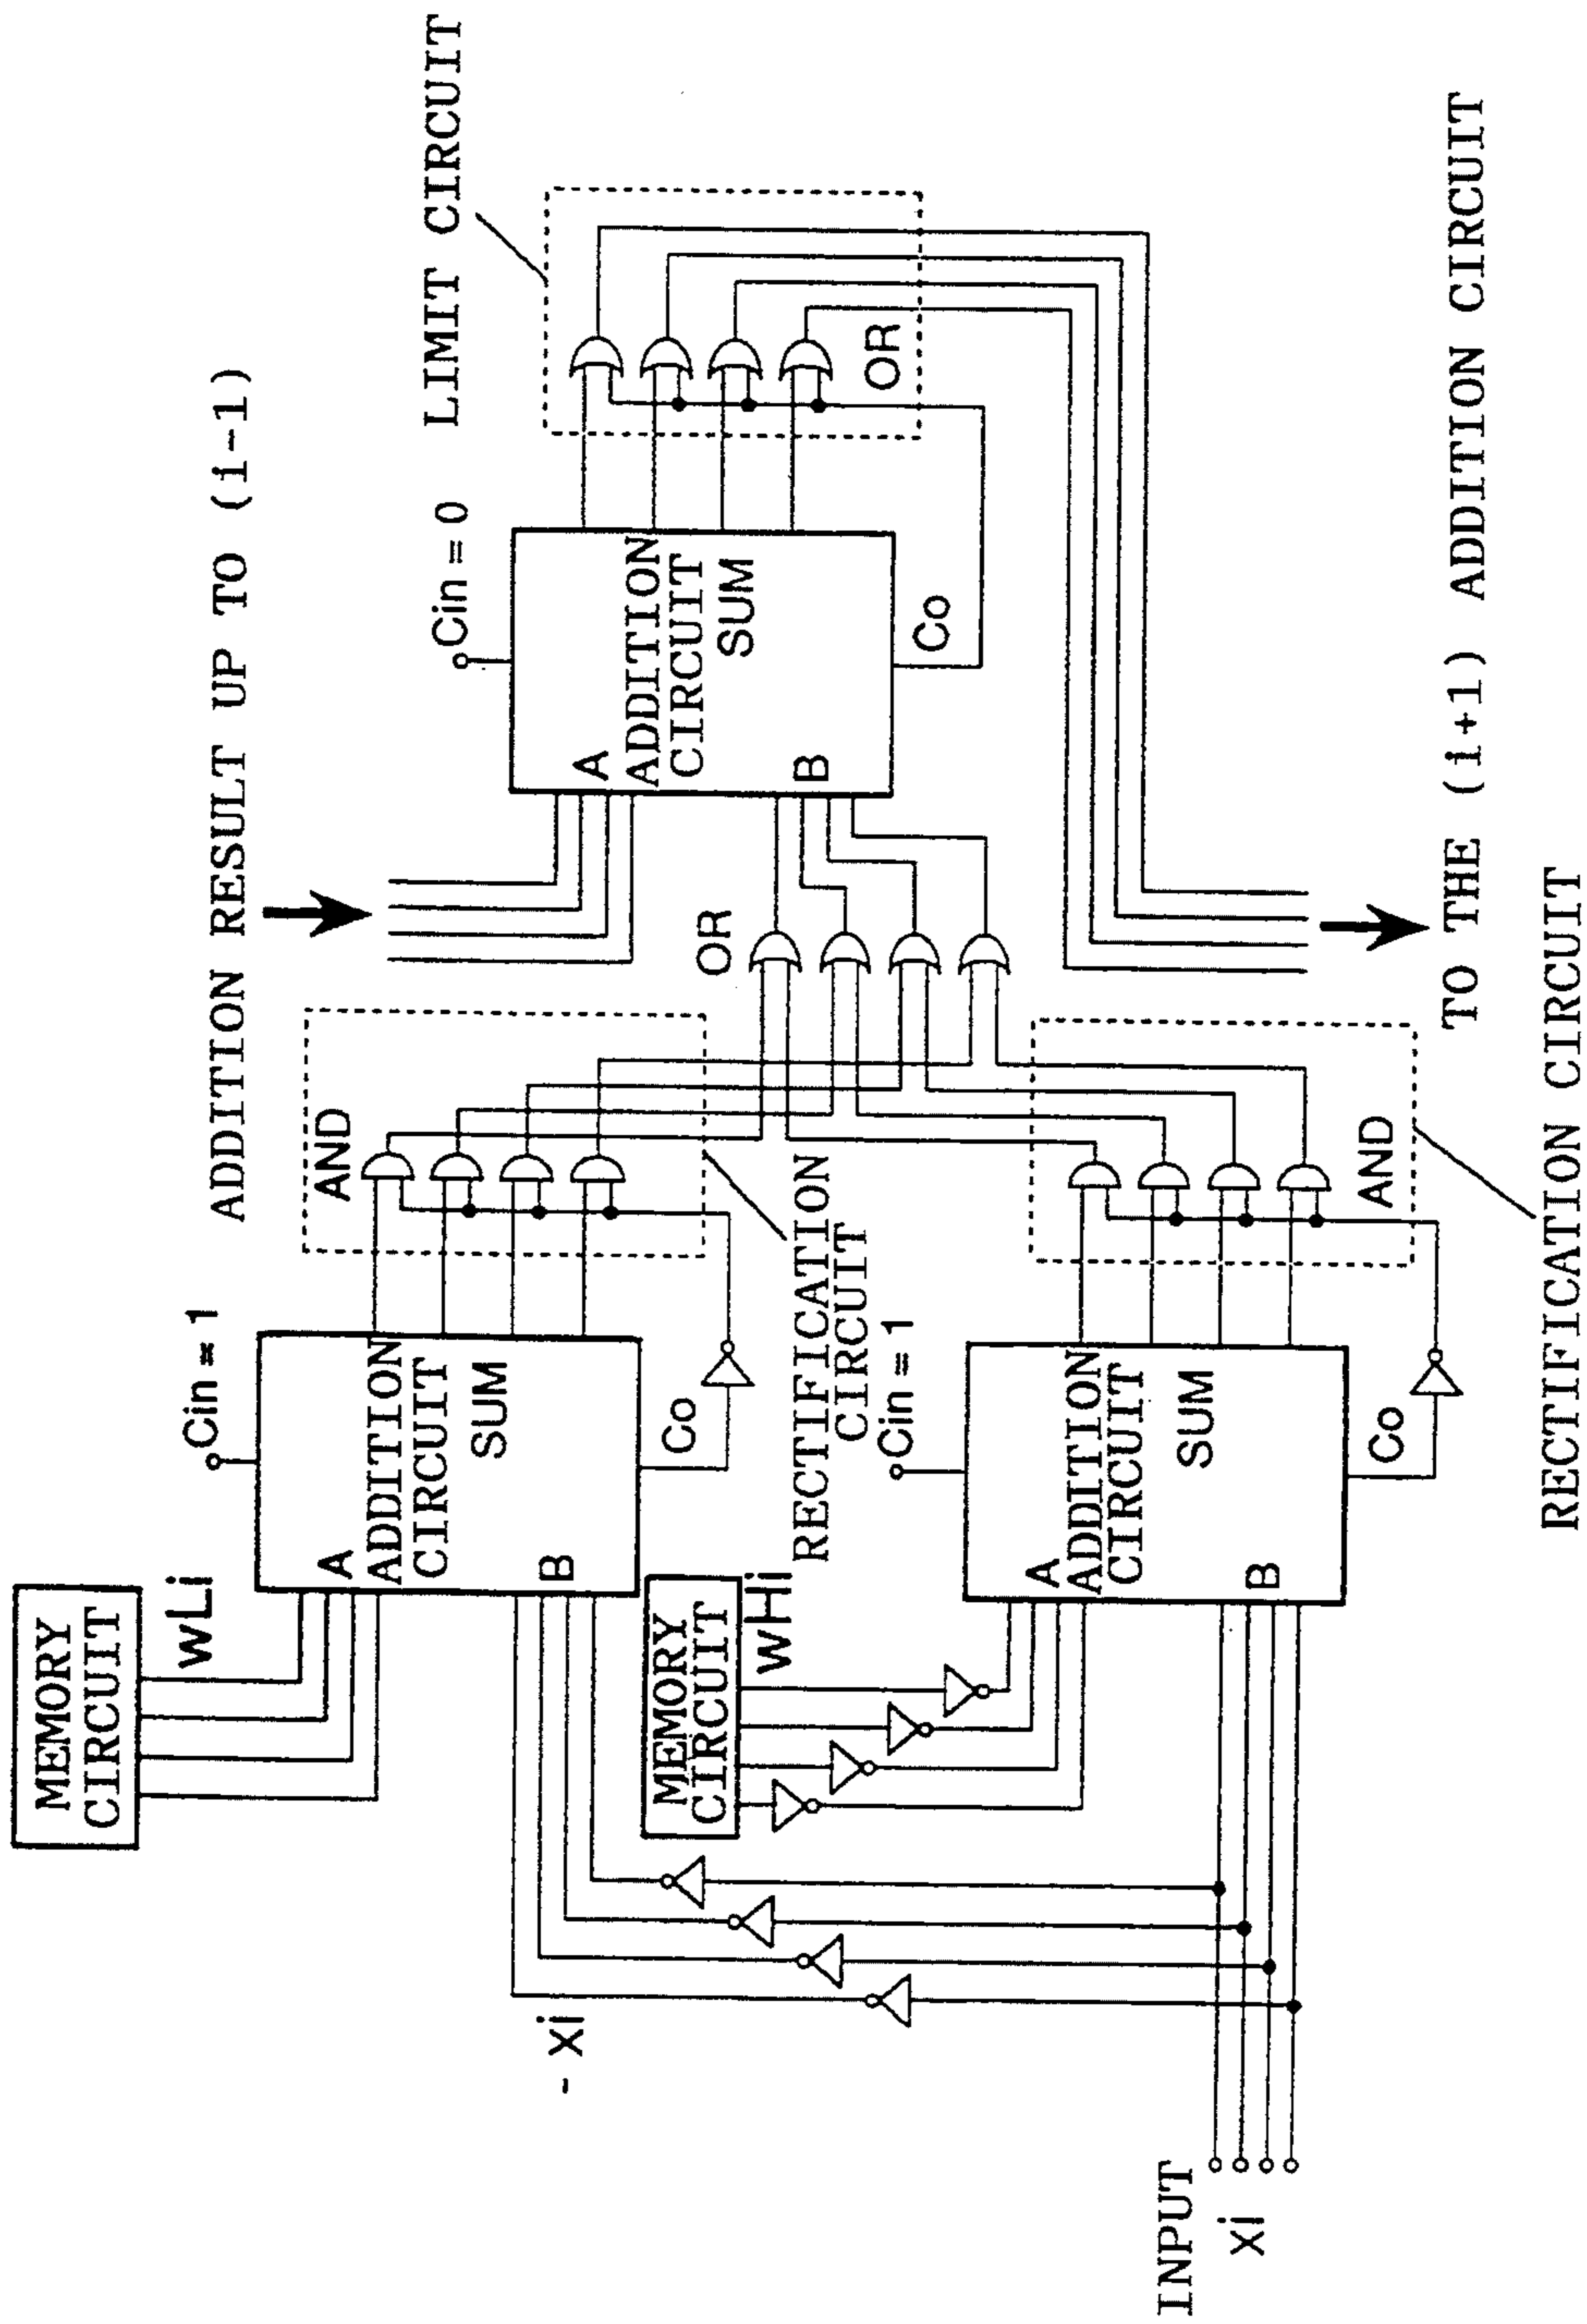 ADDITION RESULT UP TO (i-1)
LIMIT CIRCUIT
MEMORY
CIRCUIT
wLi
Cin = 1
A
ADDITION
CIRCUIT
SUM
B
Co
AND
RECTIFICATION
CIRCUIT
Cin = 0
A
ADDITION
CIRCUIT
SUM
B
Co
OR
OR
- xi
MEMORY
CIRCUIT
wHi
Cin = 1
A
ADDITION
CIRCUIT
SUM
B
Co
AND
INPUT
xi
TO THE (i+1) ADDITION CIRCUIT
RECTIFICATION CIRCUIT